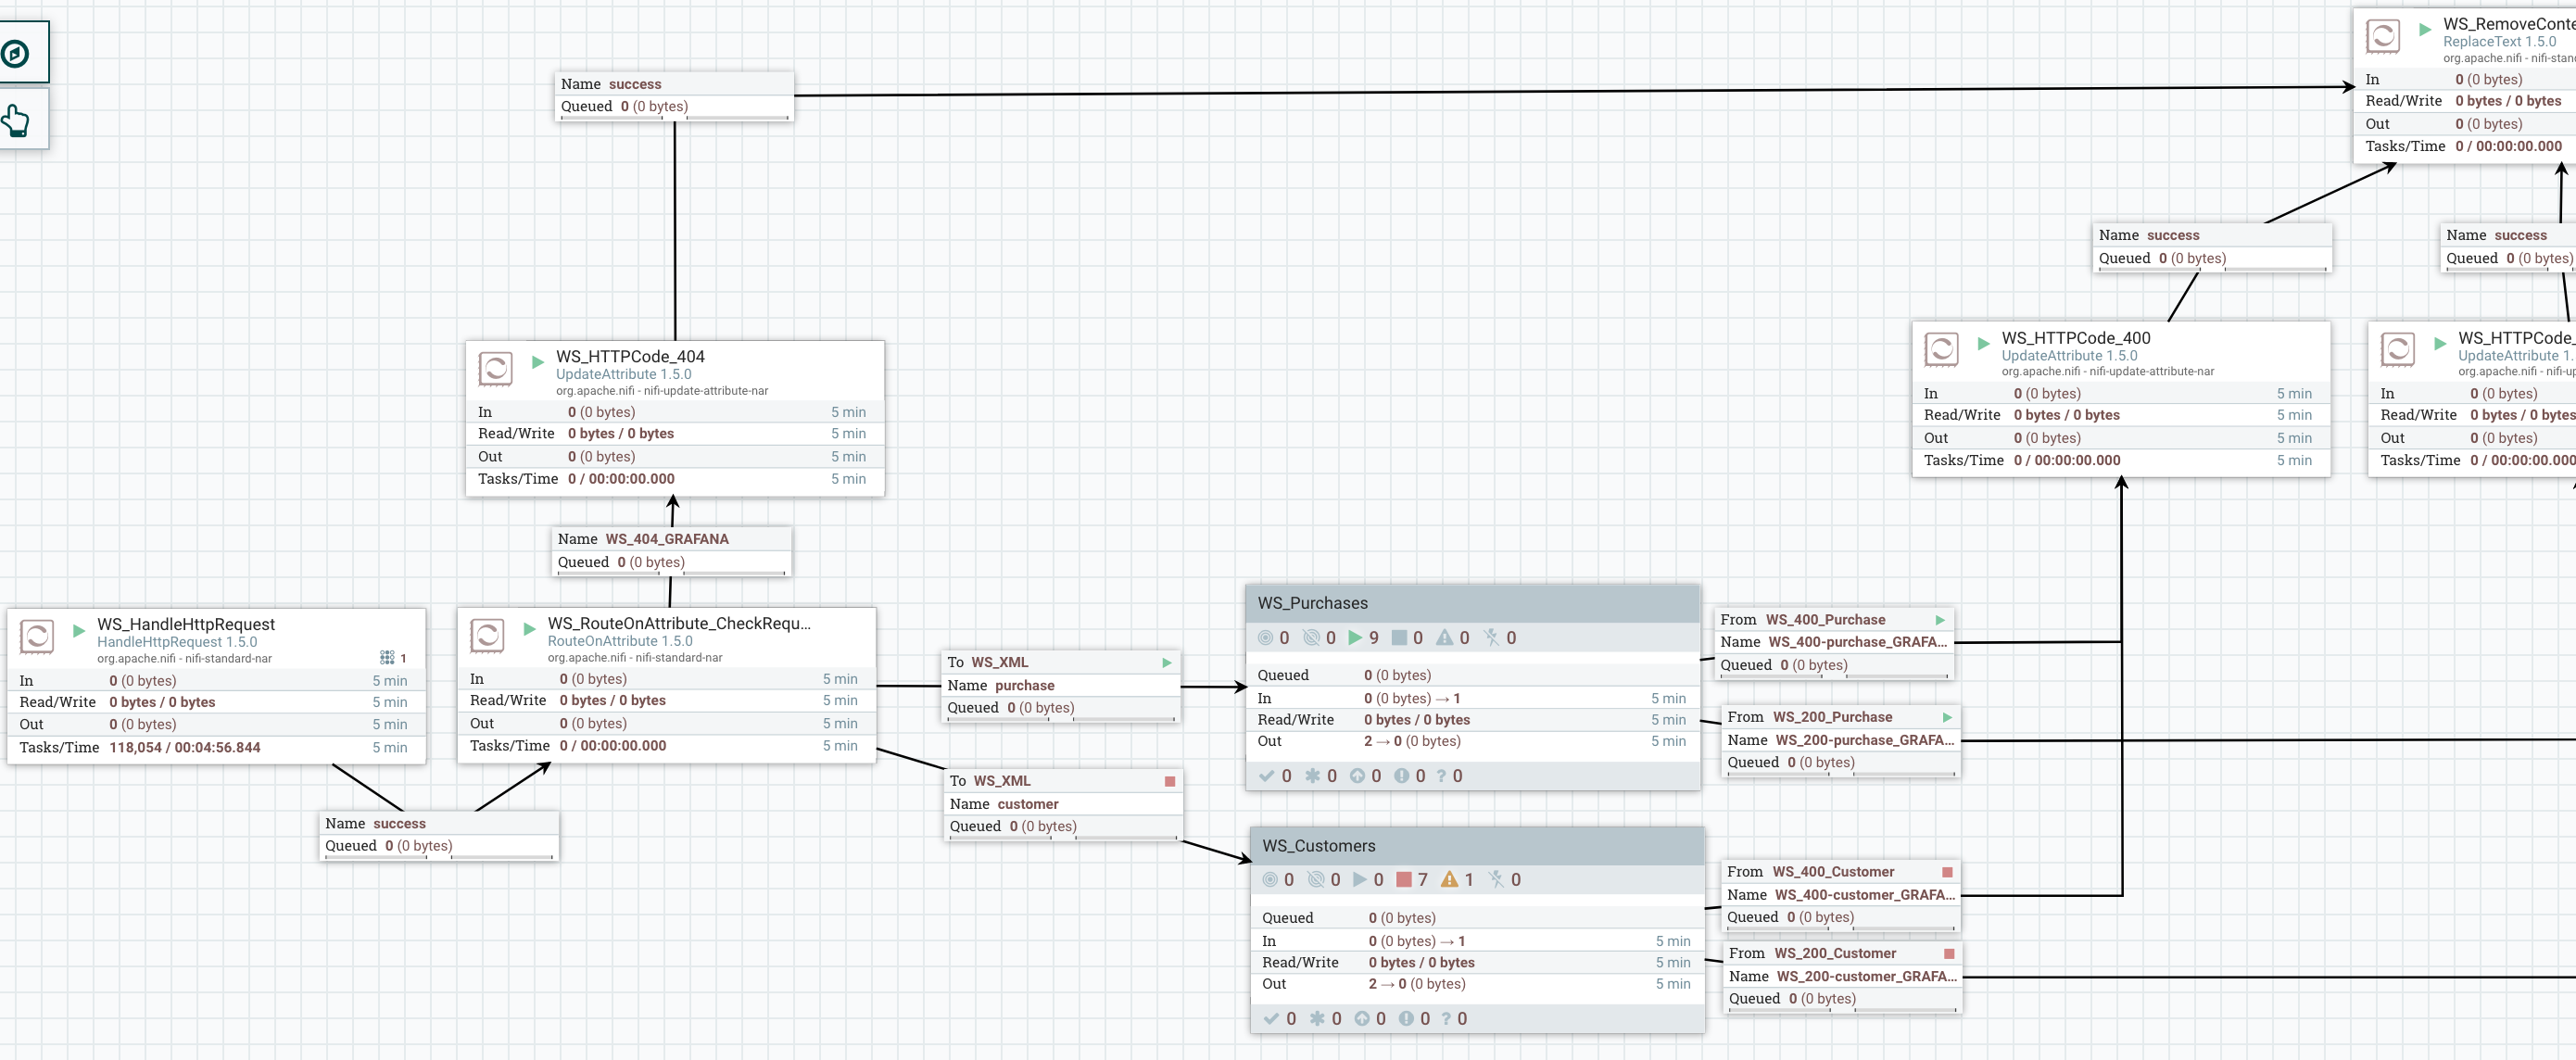 WS_RemoveConte
ReplaceText 1.5.0
org.apache.nifi - nifi-stan
In 0 (0 bytes)
Read/Write 0 bytes / 0 bytes
Out 0 (0 bytes)
Tasks/Time 0 / 00:00:00.000
Name success
Queued 0 (0 bytes)
Name success
Queued 0 (0 bytes)
Name success
Queued 0 (0 bytes)
WS_HTTPCode_404
UpdateAttribute 1.5.0
org.apache.nifi - nifi-update-attribute-nar
In 0 (0 bytes) 5 min
Read/Write 0 bytes / 0 bytes 5 min
Out 0 (0 bytes) 5 min
Tasks/Time 0 / 00:00:00.000 5 min
WS_HTTPCode_400
UpdateAttribute 1.5.0
org.apache.nifi - nifi-update-attribute-nar
In 0 (0 bytes) 5 min
Read/Write 0 bytes / 0 bytes 5 min
Out 0 (0 bytes) 5 min
Tasks/Time 0 / 00:00:00.000 5 min
WS_HTTPCode_
UpdateAttribute 1.
org.apache.nifi - nifi-up
In 0 (0 bytes)
Read/Write 0 bytes / 0 bytes
Out 0 (0 bytes)
Tasks/Time 0 / 00:00:00.000
Name WS_404_GRAFANA
Queued 0 (0 bytes)
WS_HandleHttpRequest
HandleHttpRequest 1.5.0
org.apache.nifi - nifi-standard-nar 1
In 0 (0 bytes) 5 min
Read/Write 0 bytes / 0 bytes 5 min
Out 0 (0 bytes) 5 min
Tasks/Time 118,054 / 00:04:56.844 5 min
WS_RouteOnAttribute_CheckRequ...
RouteOnAttribute 1.5.0
org.apache.nifi - nifi-standard-nar
In 0 (0 bytes) 5 min
Read/Write 0 bytes / 0 bytes 5 min
Out 0 (0 bytes) 5 min
Tasks/Time 0 / 00:00:00.000 5 min
Name success
Queued 0 (0 bytes)
To WS_XML
Name purchase
Queued 0 (0 bytes)
To WS_XML
Name customer
Queued 0 (0 bytes)
WS_Purchases
0 0 9 0 0 0
Queued 0 (0 bytes)
In 0 (0 bytes) → 1 5 min
Read/Write 0 bytes / 0 bytes 5 min
Out 2 → 0 (0 bytes) 5 min
0 0 0 0 ? 0
From WS_400_Purchase
Name WS_400-purchase_GRAFA...
Queued 0 (0 bytes)
From WS_200_Purchase
Name WS_200-purchase_GRAFA...
Queued 0 (0 bytes)
WS_Customers
0 0 0 7 1 0
Queued 0 (0 bytes)
In 0 (0 bytes) → 1 5 min
Read/Write 0 bytes / 0 bytes 5 min
Out 2 → 0 (0 bytes) 5 min
0 0 0 0 ? 0
From WS_400_Customer
Name WS_400-customer_GRAFA...
Queued 0 (0 bytes)
From WS_200_Customer
Name WS_200-customer_GRAFA...
Queued 0 (0 bytes)